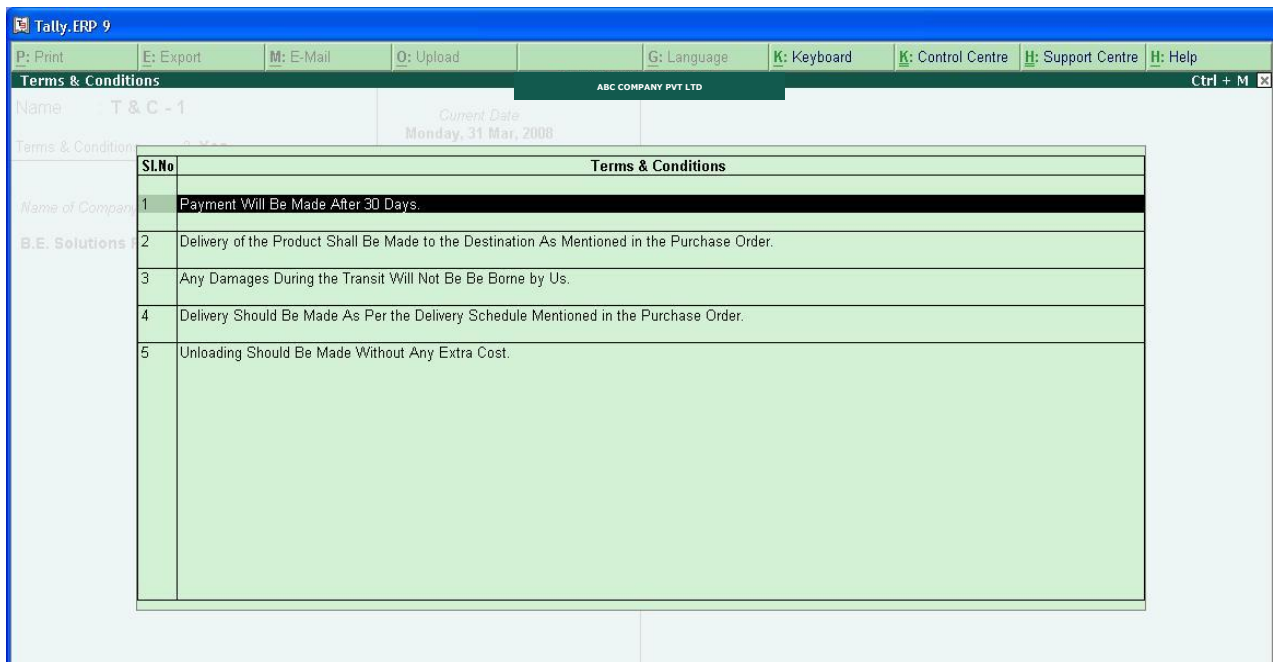 Tally.ERP 9
P: Print E: Export M: E-Mail O: Upload G: Language K: Keyboard K: Control Centre H: Support Centre H: Help
Terms & Conditions ABC COMPANY PVT LTD Ctrl + M
Name : T & C - 1
Current Date
Monday, 31 Mar, 2008
Terms & Condition ? Yes
Sl.No Terms & Conditions
Name of Company
1 Payment Will Be Made After 30 Days.
B.E. Solutions
2 Delivery of the Product Shall Be Made to the Destination As Mentioned in the Purchase Order.
3 Any Damages During the Transit Will Not Be Be Borne by Us.
4 Delivery Should Be Made As Per the Delivery Schedule Mentioned in the Purchase Order.
5 Unloading Should Be Made Without Any Extra Cost.